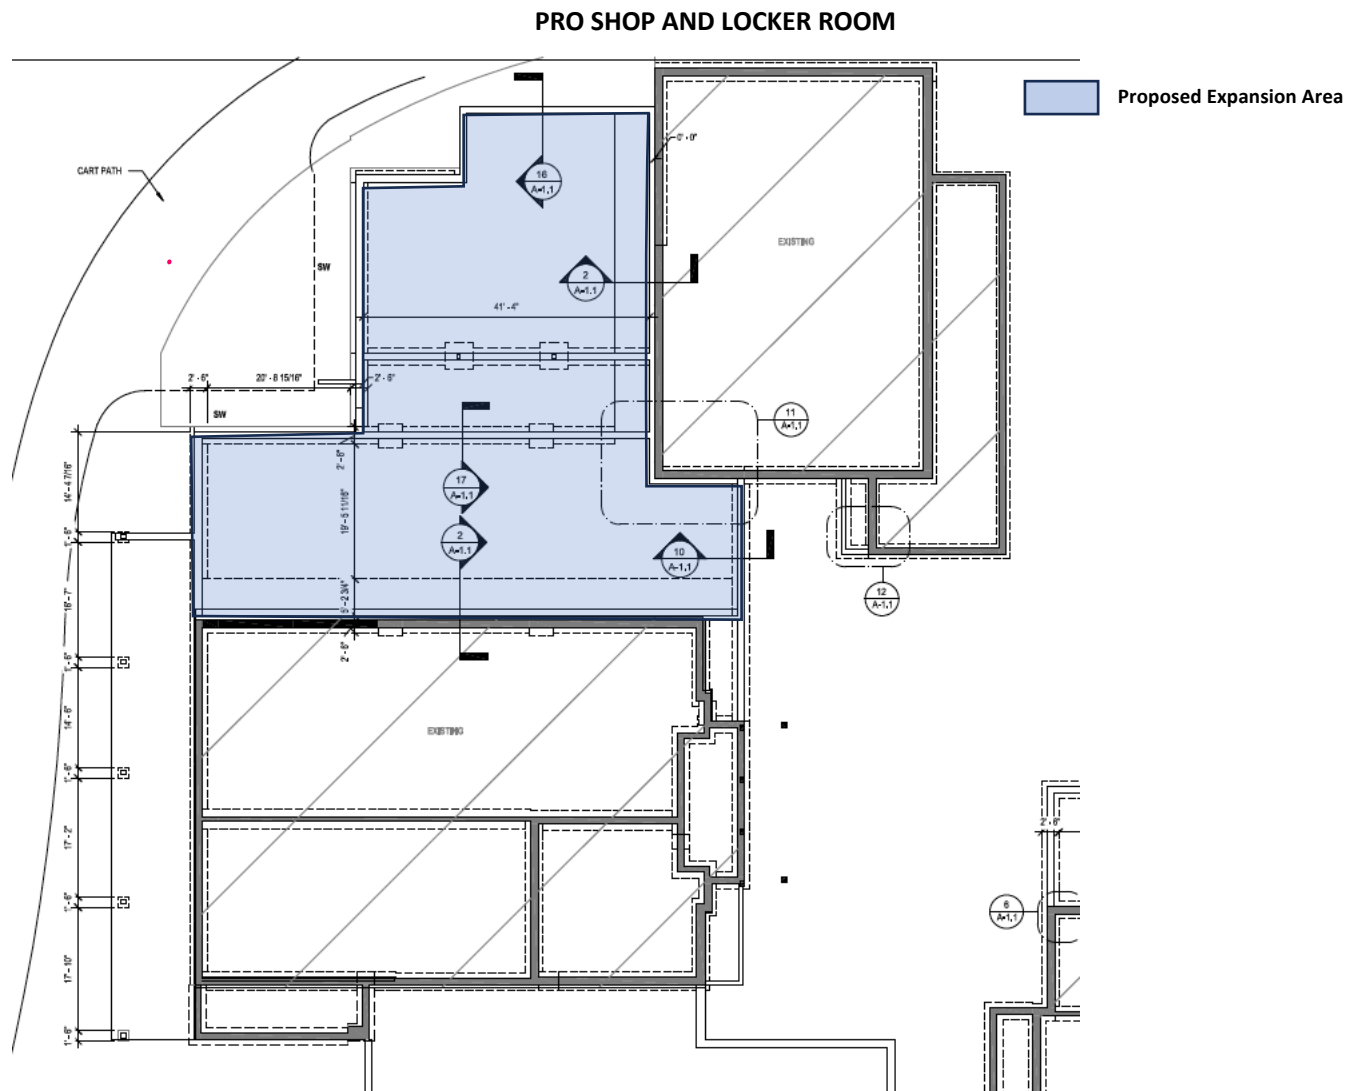 PRO SHOP AND LOCKER ROOM
Proposed Expansion Area
CART PATH
0' - 0"
16
A-1.1
EXISTING
SW
2
A-1.1
41' - 4"
2' - 6"
20' - 8 15/16"
2' - 6"
SW
11
A-1.1
14' - 4 7/16"
2' - 6"
17
A-1.1
19' - 5 11/16"
1' - 6"
2
A-1.1
10
A-1.1
16' - 7"
5' - 2 3/4"
12
A-1.1
2' - 6"
1' - 6"
14' - 6"
EXISTING
1' - 6"
17' - 2"
2' - 6"
1' - 6"
6
A-1.1
17' - 10"
1' - 6"